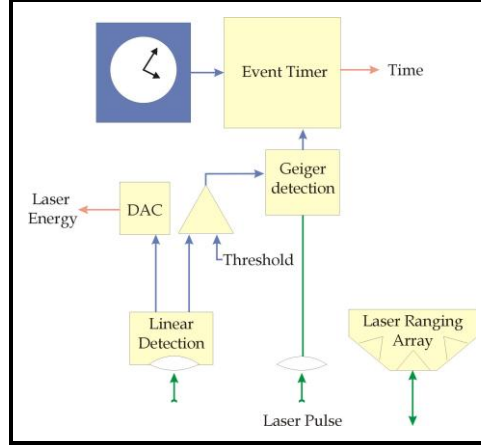 Event Timer
Time
Geiger
detection
Laser
Energy
DAC
Threshold
Linear
Detection
Laser Ranging
Array
Laser Pulse